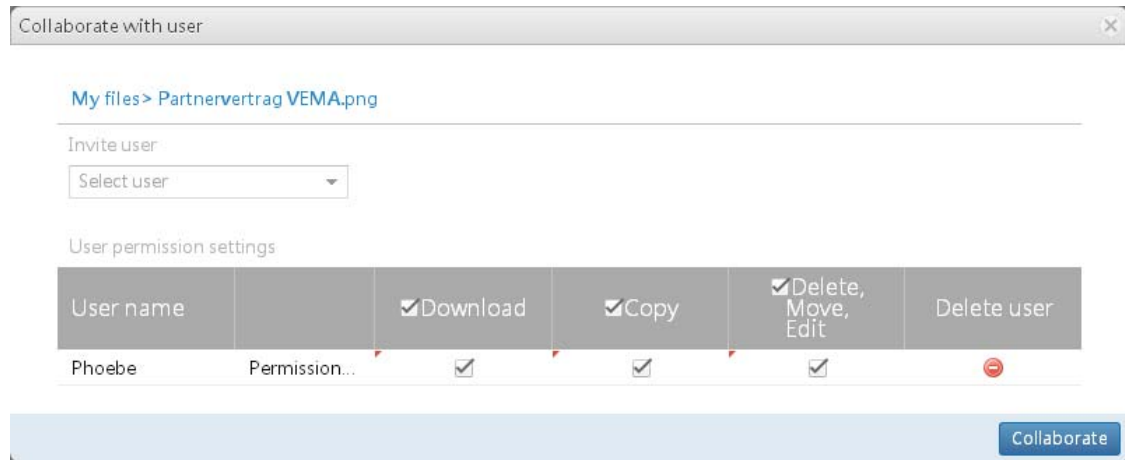 Collaborate with user
My files> Partnervertrag VEMA.png
Invite user
Select user
User permission settings
User name Download Copy Delete, Move, Edit Delete user
Phoebe Permission...
Collaborate